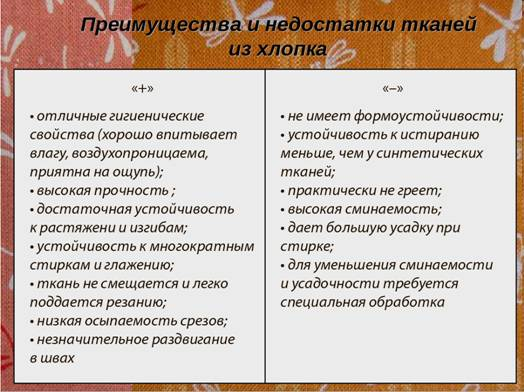 Преимущества и недостатки тканей
из хлопка
«+»
• отличные гигиенические
свойства (хорошо впитывает
влагу, воздухопроницаема,
приятна на ощупь);
• высокая прочность ;
• достаточная устойчивость
к растяжени и изгибам;
• устойчивость к многократным
стиркам и глажению;
• ткань не смещается и легко
поддается резанию;
• низкая осыпаемость срезов;
• незначительное раздвигание
в швах
«–»
• не имеет формоустойчивости;
• устойчивость к истиранию
меньше, чем у синтетических
тканей;
• практически не греет;
• высокая сминаемость;
• дает большую усадку при
стирке;
• для уменьшения сминаемости
и усадочности требуется
специальная обработка